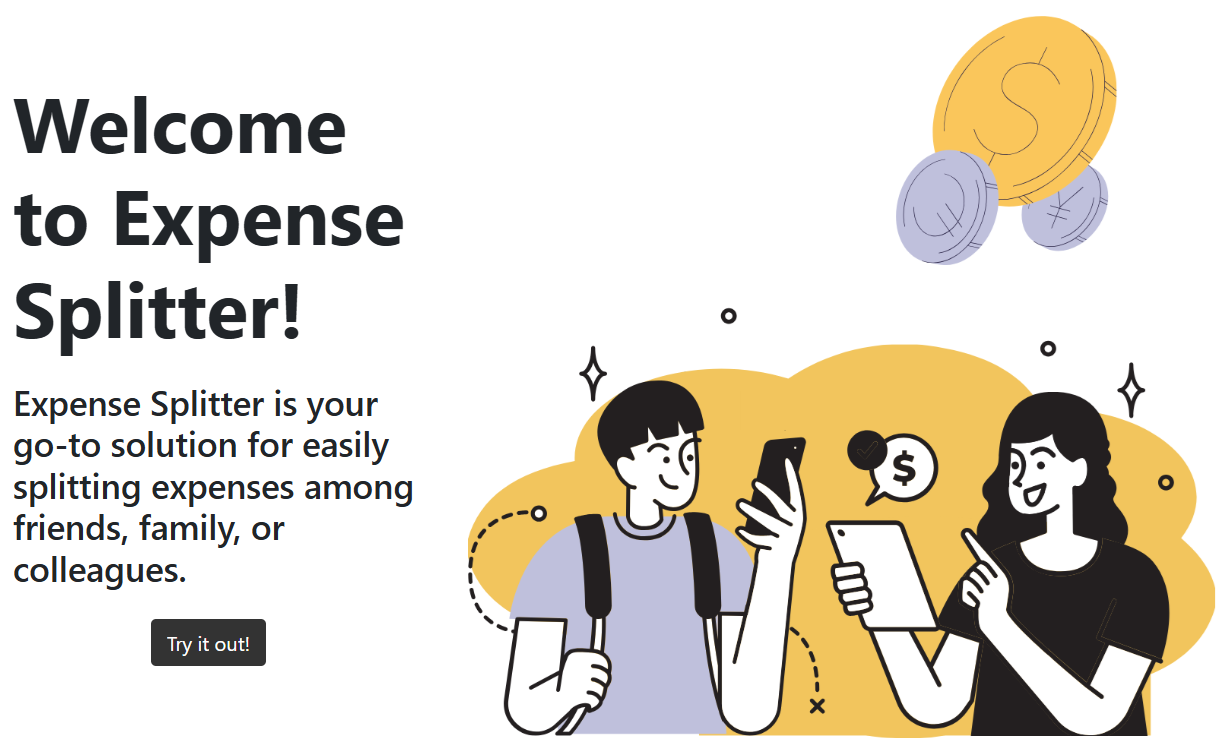 Welcome
to Expense
Splitter!
Expense Splitter is your
go-to solution for easily
splitting expenses among
friends, family, or
colleagues.
Try it out!
$